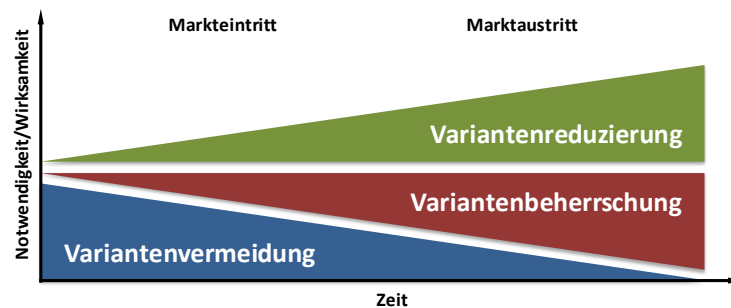 Markteintritt
Marktaustritt
Notwendigkeit/Wirksamkeit
Variantenreduzierung
Variantenbeherrschung
Variantenvermeidung
Zeit